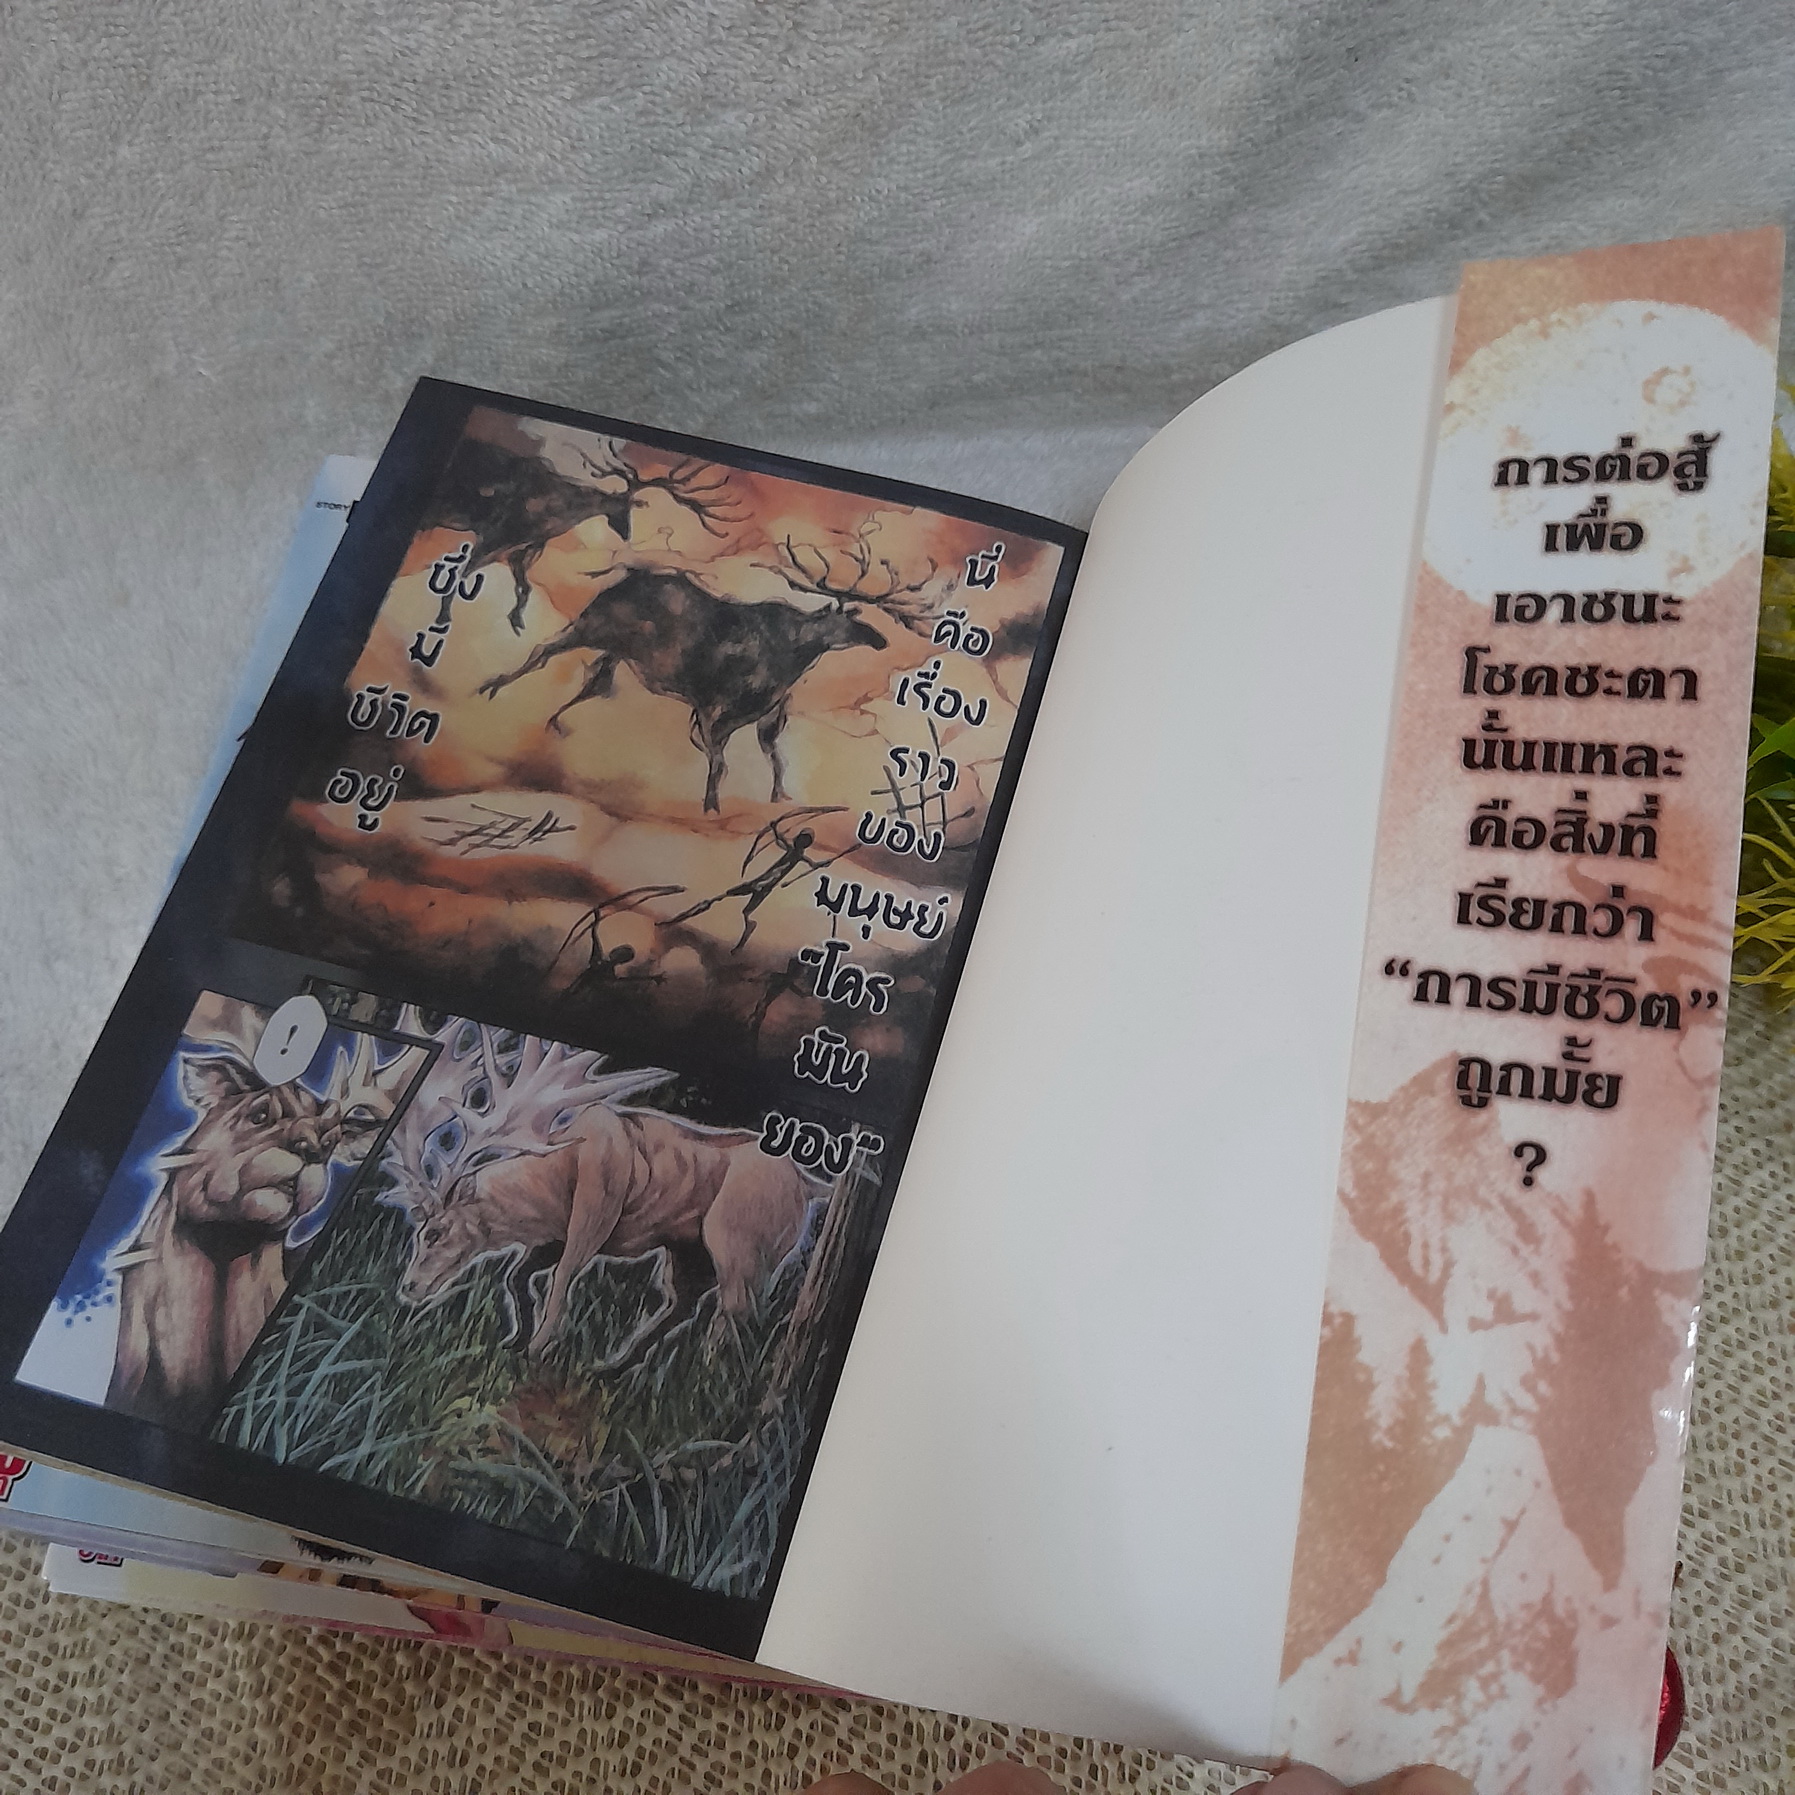 STORY
นี่
คือ
เรื่อง
ราว
ของ
มนุษย์
"โคร
มัน
ยอง"
ซึ่ง
มี
ชีวิต
อยู่
!
การต่อสู้
เพื่อ
เอาชนะ
โชคชะตา
นั่นแหละ
คือสิ่งที่
เรียกว่า
“การมีชีวิต”
ถูกมั้ย
?